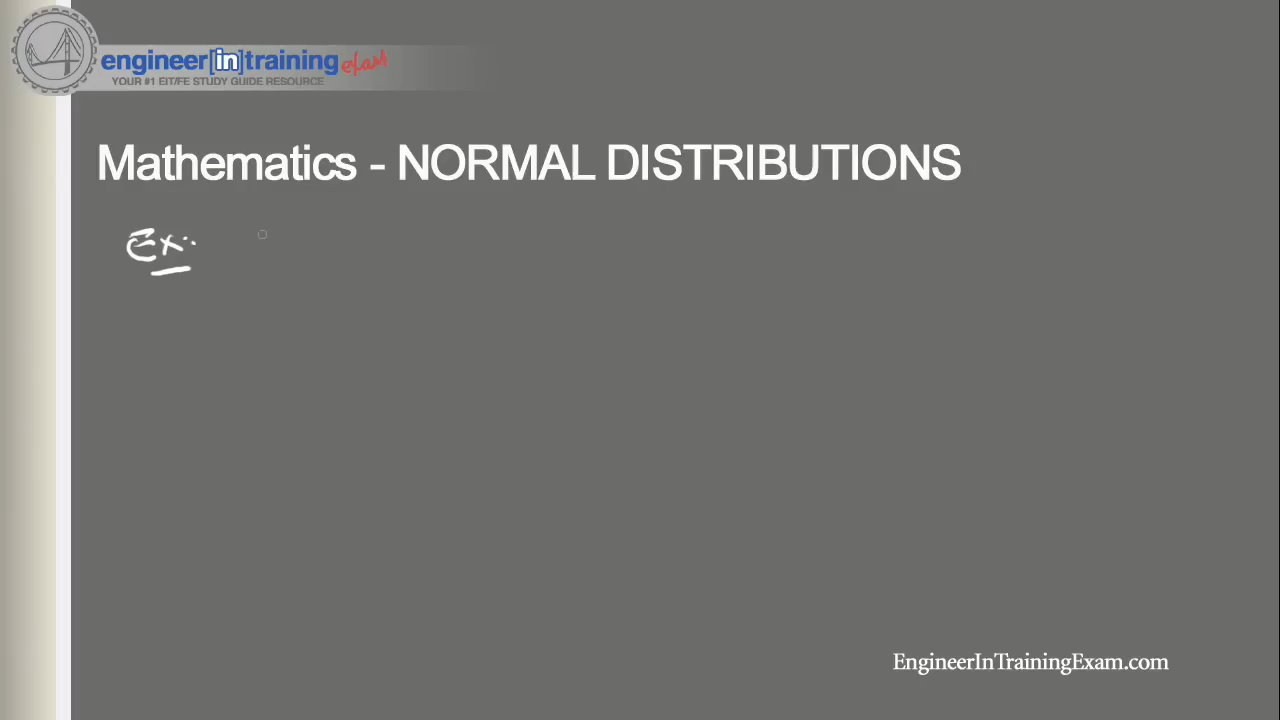 engineer[in]training exam
YOUR #1 EIT/FE STUDY GUIDE RESOURCE
Mathematics - NORMAL DISTRIBUTIONS
Ex:
EngineerInTrainingExam.com